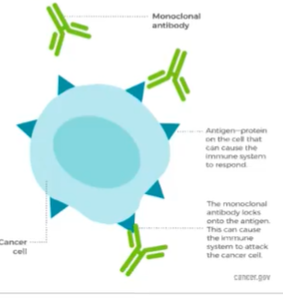 Monoclonal
antibody
Antigen—protein
on the cell that
can cause the
immune system
to respond.
The monoclonal
antibody locks
onto the antigen.
This can cause
the immune
system to attack
the cancer cell.
Cancer
cell
cancer.gov